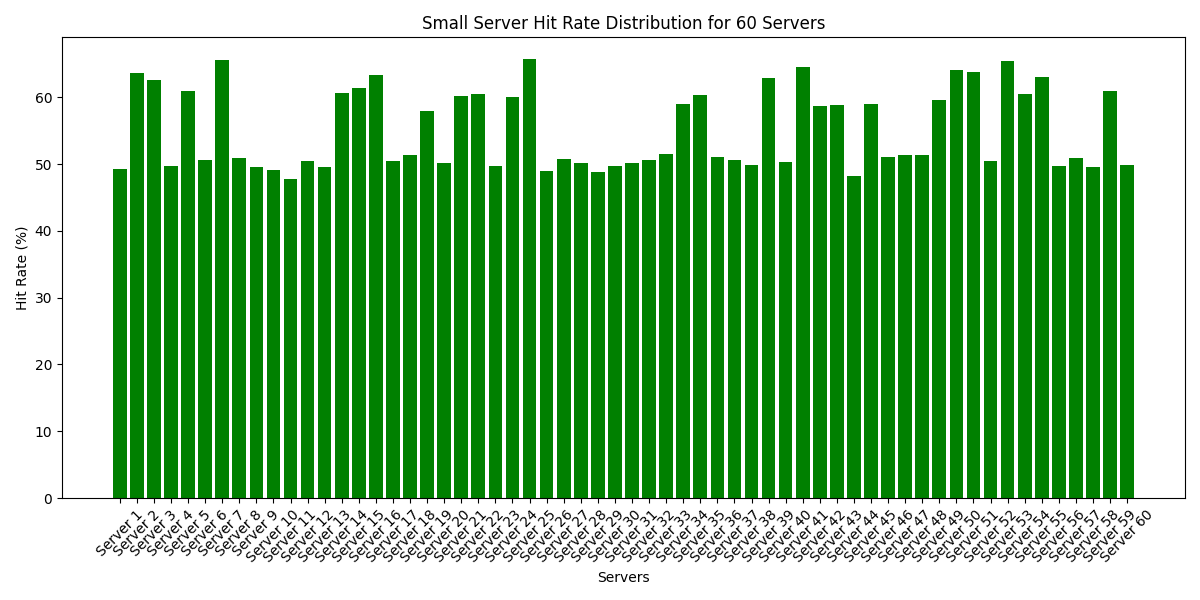 Small Server Hit Rate Distribution for 60 Servers
Hit Rate (%)
60
50
40
30
20
10
0
Server 1
Server 2
Server 3
Server 4
Server 5
Server 6
Server 7
Server 8
Server 9
Server 10
Server 11
Server 12
Server 13
Server 14
Server 15
Server 16
Server 17
Server 18
Server 19
Server 20
Server 21
Server 22
Server 23
Server 24
Server 25
Server 26
Server 27
Server 28
Server 29
Server 30
Server 31
Server 32
Server 33
Server 34
Server 35
Server 36
Server 37
Server 38
Server 39
Server 40
Server 41
Server 42
Server 43
Server 44
Server 45
Server 46
Server 47
Server 48
Server 49
Server 50
Server 51
Server 52
Server 53
Server 54
Server 55
Server 56
Server 57
Server 58
Server 59
Server 60
Servers